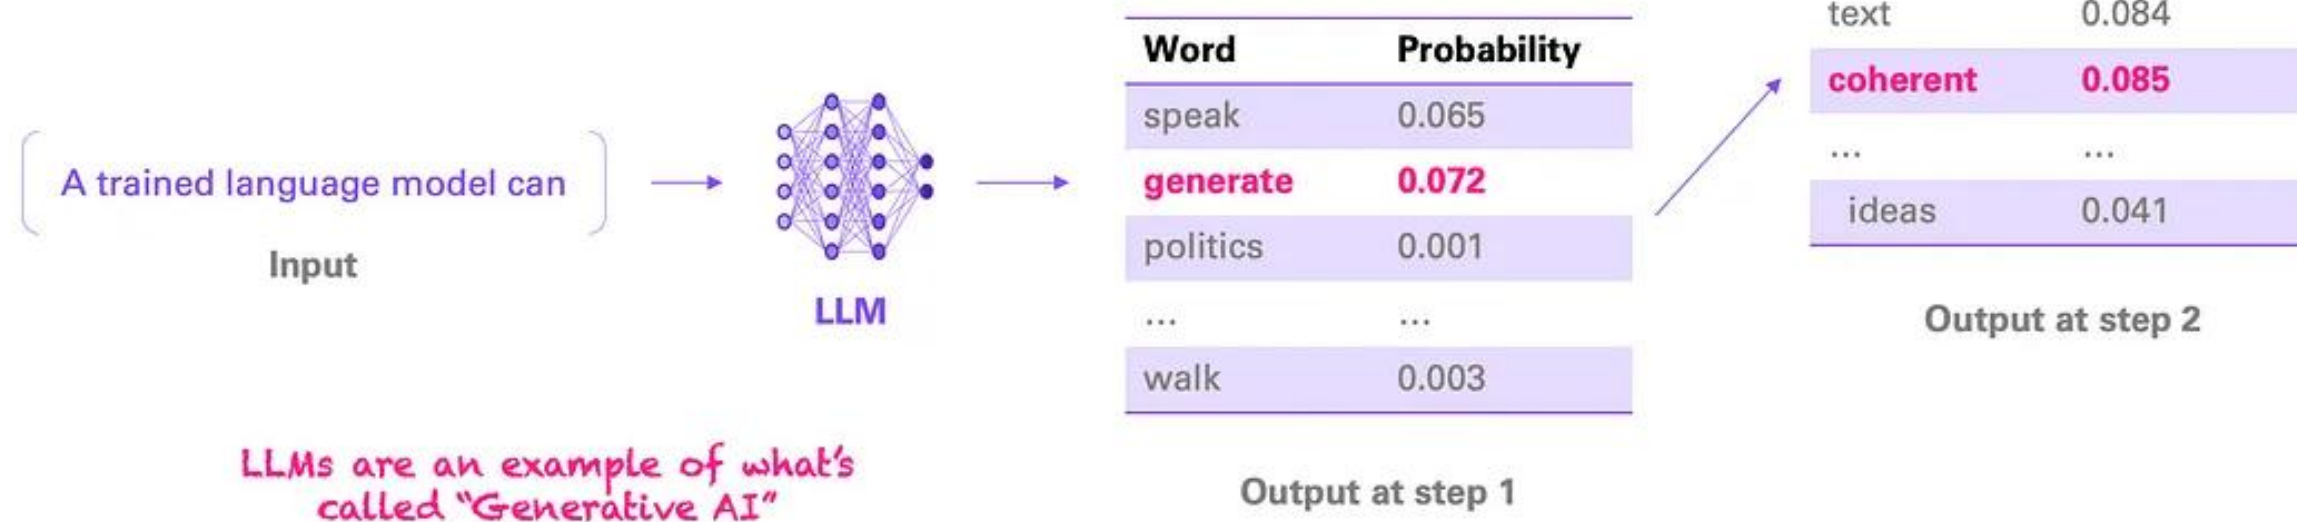 A trained language model can
Input
LLM
LLMs are an example of what's
called "Generative AI"
Word Probability
speak 0.065
generate 0.072
politics 0.001
... ...
walk 0.003
Output at step 1
text 0.084
coherent 0.085
... ...
ideas 0.041
Output at step 2